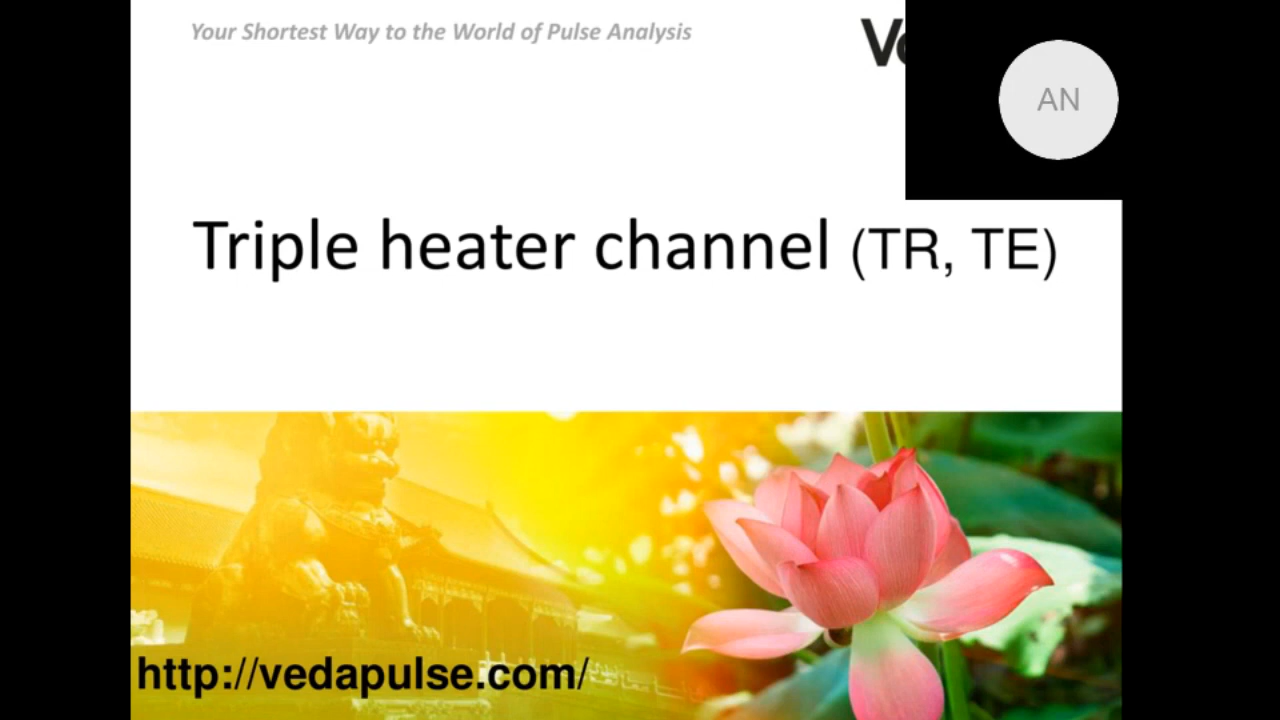 Your Shortest Way to the World of Pulse Analysis
AN
Triple heater channel (TR, TE)
http://vedapulse.com/